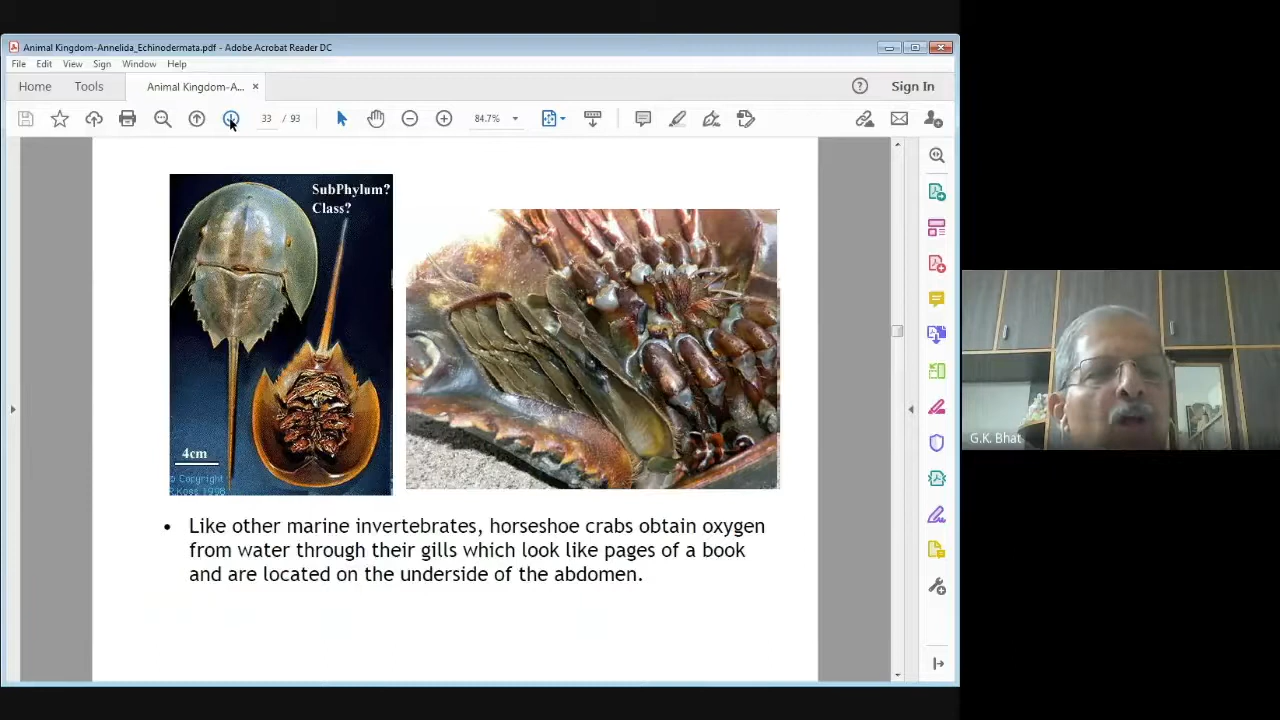 Animal Kingdom-Annelida_Echinodermata.pdf - Adobe Acrobat Reader DC
File Edit View Sign Window Help
Home Tools Animal Kingdom-A... × Sign In
33 / 93 84.7%
SubPhylum?
Class?
4cm
© Copyright
Koss 1998
G.K. Bhat
• Like other marine invertebrates, horseshoe crabs obtain oxygen
from water through their gills which look like pages of a book
and are located on the underside of the abdomen.